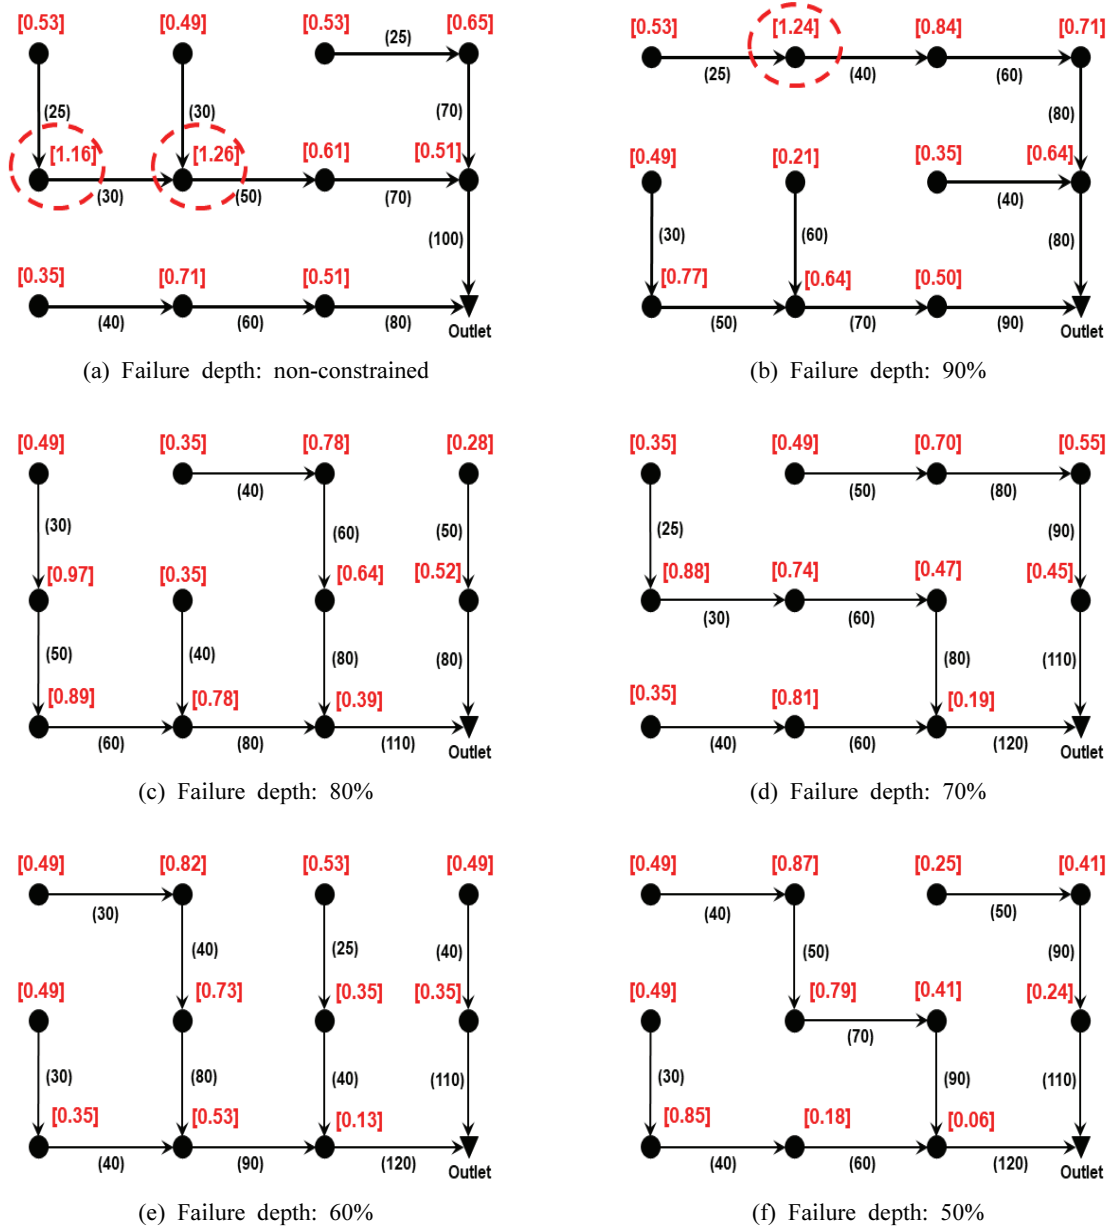 [0.53] [0.49] [0.53] (25) [0.65]
(25) (30) (70)
[1.16] [1.26] [0.61] [0.51]
(30) (50) (70)
(100)
[0.35] [0.71] [0.51]
(40) (60) (80) Outlet
(a) Failure depth: non-constrained
[0.53] [1.24] [0.84] [0.71]
(25) (40) (60)
(80)
[0.49] [0.21] [0.35] [0.64]
(40)
(30) (60) (80)
[0.77] [0.64] [0.50]
(50) (70) (90) Outlet
(b) Failure depth: 90%
[0.49] [0.35] [0.78] [0.28]
(40)
(30) (60) (50)
[0.97] [0.35] [0.64] [0.52]
(50) (40) (80) (80)
[0.89] [0.78] [0.39]
(60) (80) (110) Outlet
(c) Failure depth: 80%
[0.35] [0.49] [0.70] [0.55]
(50) (80)
(25) (90)
[0.88] [0.74] [0.47] [0.45]
(30) (60)
(80) (110)
[0.35] [0.81] [0.19]
(40) (60) (120) Outlet
(d) Failure depth: 70%
[0.49] [0.82] [0.53] [0.49]
(30)
(40) (25) (40)
[0.49] [0.73] [0.35] [0.35]
(30) (80) (40) (110)
[0.35] [0.53] [0.13]
(40) (90) (120) Outlet
(e) Failure depth: 60%
[0.49] [0.87] [0.25] [0.41]
(40) (50)
(50) (90)
[0.49] [0.79] [0.41] [0.24]
(70)
(30) (90) (110)
[0.85] [0.18] [0.06]
(40) (60) (120) Outlet
(f) Failure depth: 50%